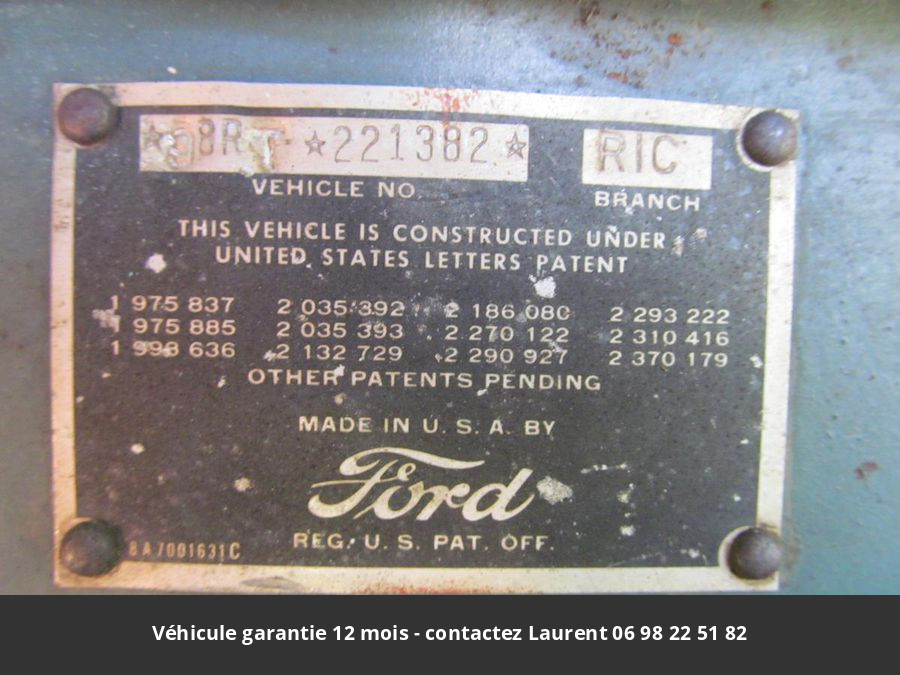 ★98RT ★221382★ RIC
VEHICLE NO. BRANCH
THIS VEHICLE IS CONSTRUCTED UNDER
UNITED STATES LETTERS PATENT
1 975 837 2 035 392 2 186 080 2 293 222
1 975 885 2 035 393 2 270 122 2 310 416
1 998 636 2 132 729 2 290 927 2 370 179
OTHER PATENTS PENDING
MADE IN U. S. A. BY
Ford
REG. U. S. PAT. OFF.
8A7001631C
Véhicule garantie 12 mois - contactez Laurent 06 98 22 51 82